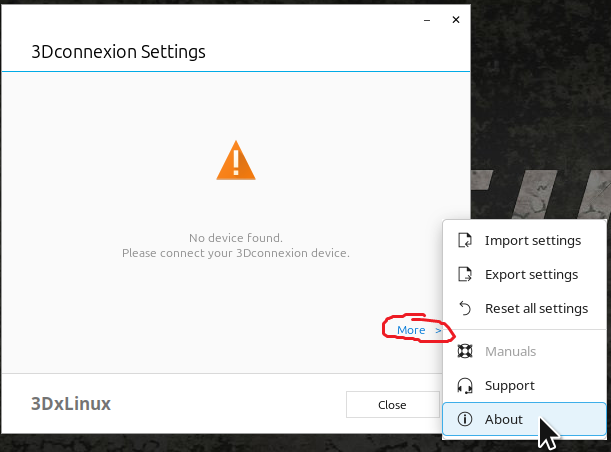 3Dconnexion Settings
No device found.
Please connect your 3Dconnexion device.
More >
3DxLinux
Close
Import settings
Export settings
Reset all settings
Manuals
Support
About